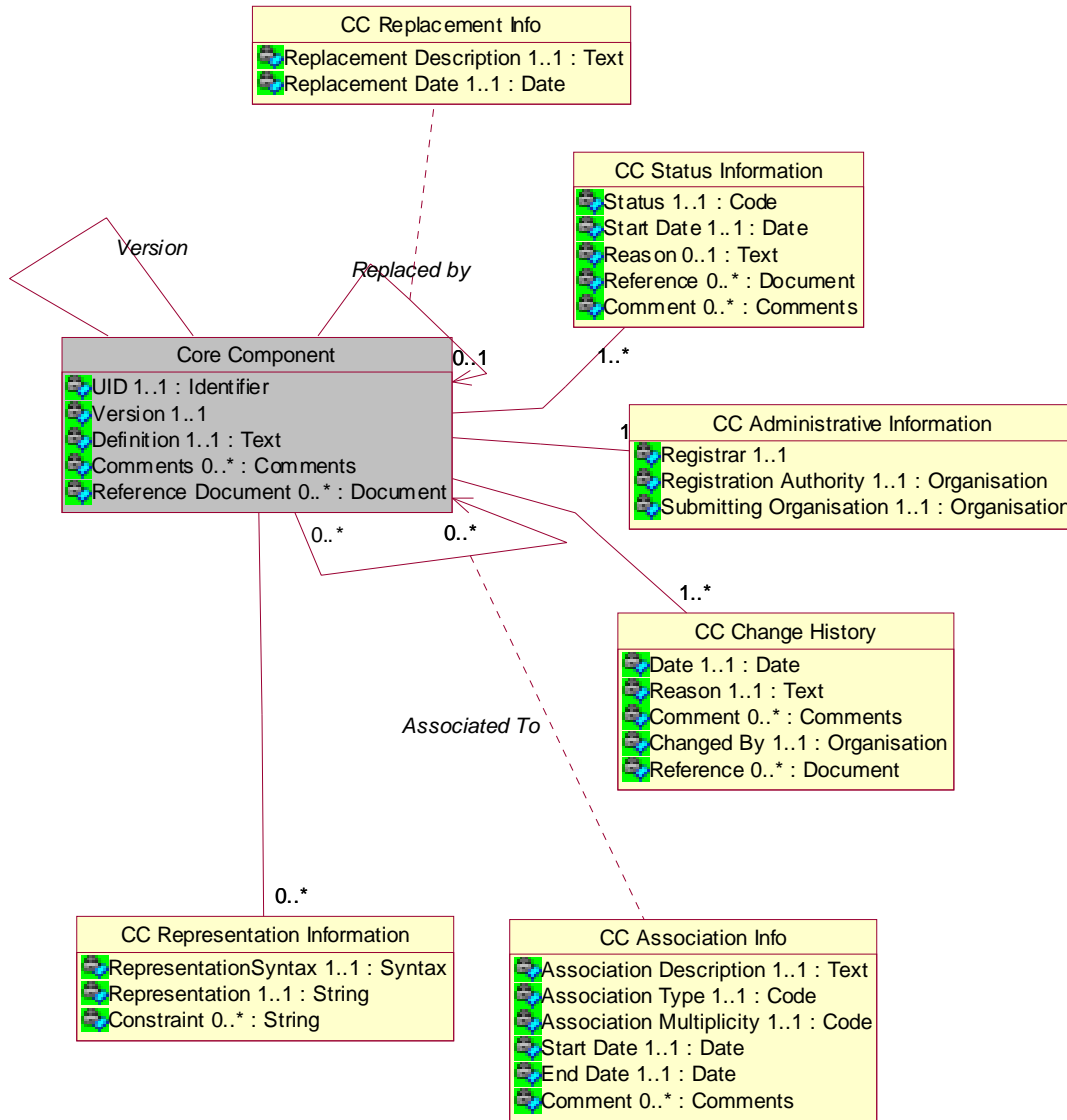 CC Replacement Info
Replacement Description 1..1 : Text
Replacement Date 1..1 : Date
CC Status Information
Status 1..1 : Code
Start Date 1..1 : Date
Reason 0..1 : Text
Reference 0..* : Document
Comment 0..* : Comments
Version
Replaced by
0..1
1..*
Core Component
UID 1..1 : Identifier
Version 1..1
Definition 1..1 : Text
Comments 0..* : Comments
Reference Document 0..* : Document
1
CC Administrative Information
Registrar 1..1
Registration Authority 1..1 : Organisation
Submitting Organisation 1..1 : Organisation
0..*
0..*
1..*
CC Change History
Date 1..1 : Date
Reason 1..1 : Text
Comment 0..* : Comments
Changed By 1..1 : Organisation
Reference 0..* : Document
Associated To
0..*
CC Representation Information
RepresentationSyntax 1..1 : Syntax
Representation 1..1 : String
Constraint 0..* : String
CC Association Info
Association Description 1..1 : Text
Association Type 1..1 : Code
Association Multiplicity 1..1 : Code
Start Date 1..1 : Date
End Date 1..1 : Date
Comment 0..* : Comments